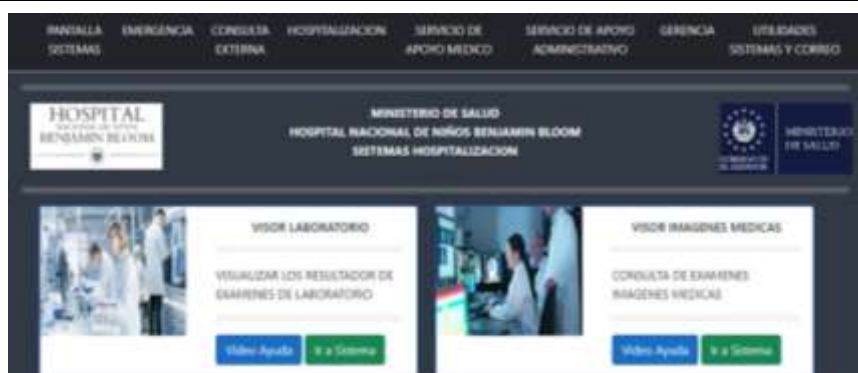 PANTALLA SISTEMAS
EMERGENCIA
CONSULTA EXTERNA
HOSPITALIZACION
SERVICIO DE APOYO MEDICO
SERVICIO DE APOYO ADMINISTRATIVO
GERENCIA
UTILIDADES SISTEMAS Y CORREO
HOSPITAL
BENJAMIN BLOOM
MINISTERIO DE SALUD
HOSPITAL NACIONAL DE NIÑOS BENJAMIN BLOOM
SISTEMAS HOSPITALIZACION
MINISTERIO
DE SALUD
VISOR LABORATORIO
VISUALIZAR LOS RESULTADOR DE
EXAMENES DE LABORATORIO
Video Ayuda
Ir a Sistema
VISOR IMAGENES MEDICAS
CONSULTA DE EXAMENES
IMAGENES MEDICAS
Video Ayuda
Ir a Sistema